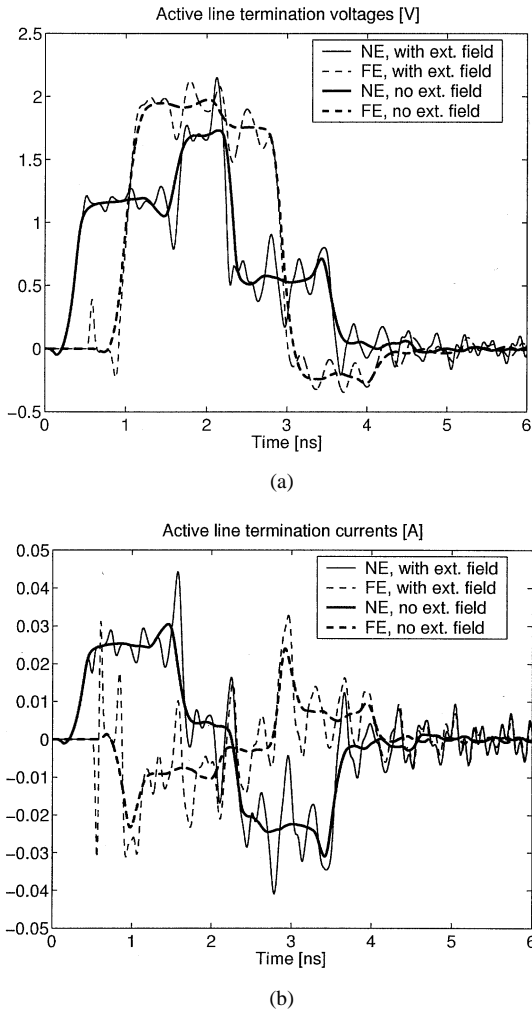 Active line termination voltages [V]
2.5
2
1.5
1
0.5
0
−0.5
NE, with ext. field
FE, with ext. field
NE, no ext. field
FE, no ext. field
0 1 2 3 4 5 6
Time [ns]
(a)
Active line termination currents [A]
0.05
0.04
0.03
0.02
0.01
0
−0.01
−0.02
−0.03
−0.04
−0.05
NE, with ext. field
FE, with ext. field
NE, no ext. field
FE, no ext. field
0 1 2 3 4 5 6
Time [ns]
(b)